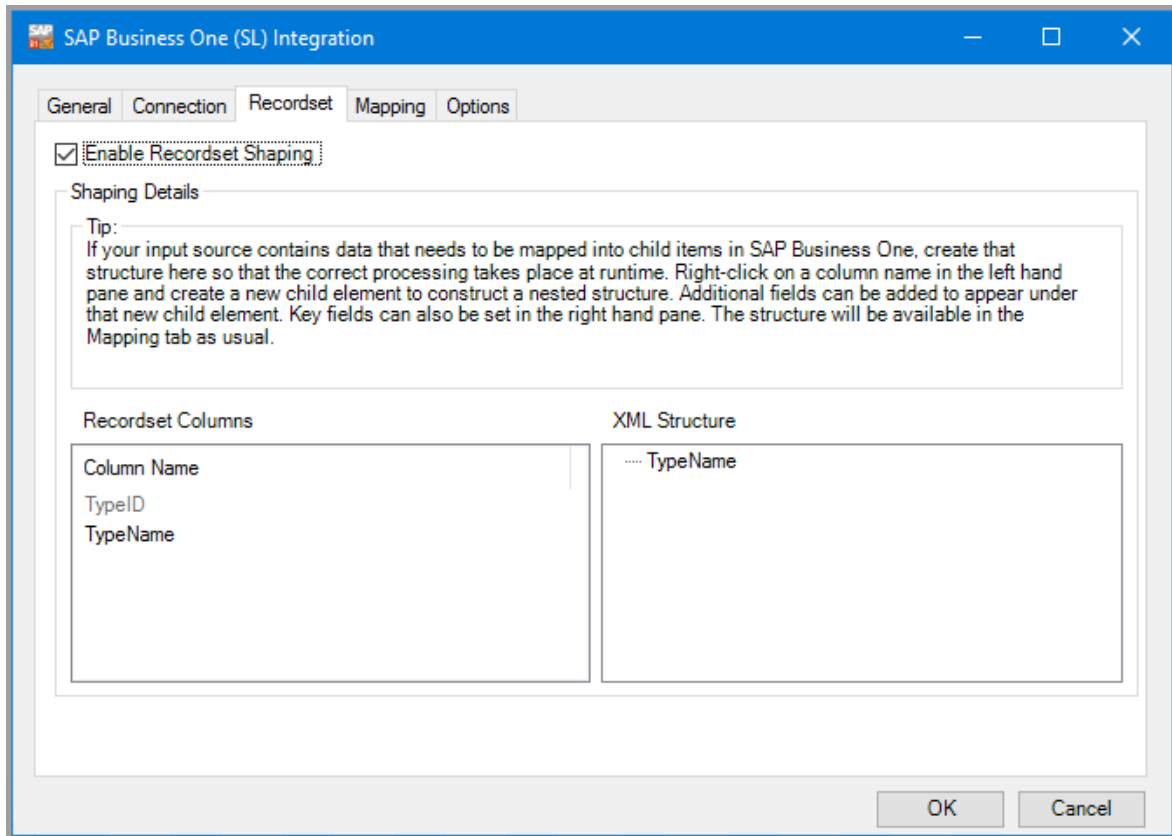 SAP Business One (SL) Integration
General Connection Recordset Mapping Options
Enable Recordset Shaping
Shaping Details
Tip:
If your input source contains data that needs to be mapped into child items in SAP Business One, create that
structure here so that the correct processing takes place at runtime. Right-click on a column name in the left hand
pane and create a new child element to construct a nested structure. Additional fields can be added to appear under
that new child element. Key fields can also be set in the right hand pane. The structure will be available in the
Mapping tab as usual.
Recordset Columns XML Structure
Column Name TypeName
TypeID
TypeName
OK Cancel